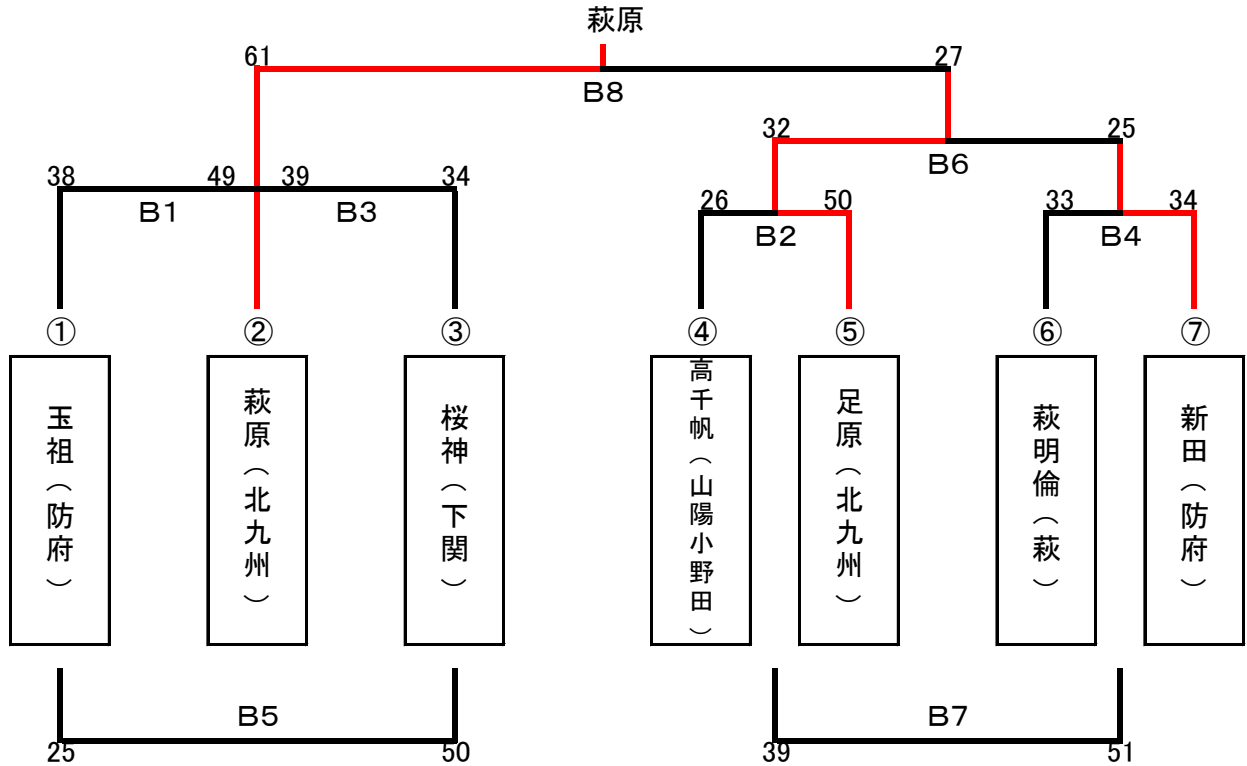 萩原
61 27
B8
32 25
B6
38 49 39 34
B1 B3
26 50 33 34
B2 B4
① ② ③ ④ ⑤ ⑥ ⑦
玉祖(防府)
萩原(北九州)
桜神(下関)
高千帆(山陽小野田)
足原(北九州)
萩明倫(萩)
新田(防府)
B5 B7
25 50 39 51